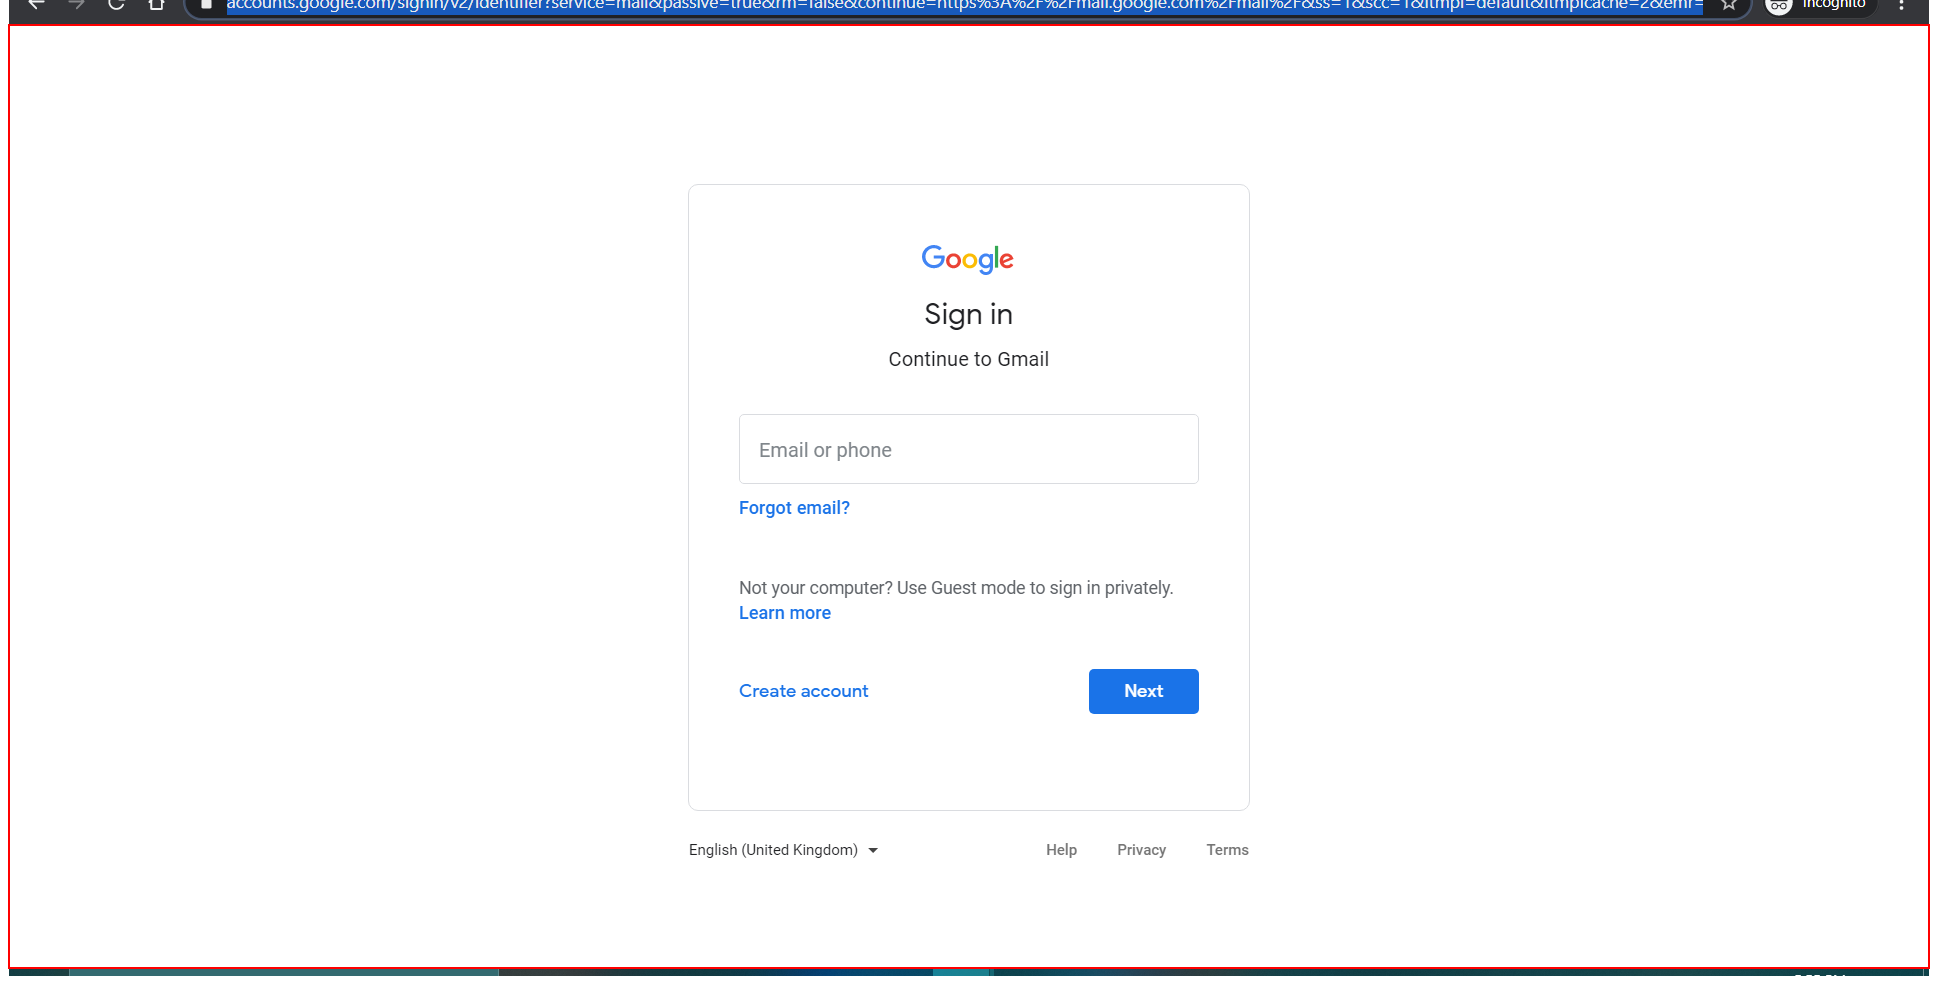 accounts.google.com/signin/v2/identifier?service=mail&passive=true&rm=false&continue=https%3A%2F%2Fmail.google.com%2Fmail%2F&ss=1&scc=1&ltmpl=default&ltmplcache=2&emr=
Incognito
Google
Sign in
Continue to Gmail
Email or phone
Forgot email?
Not your computer? Use Guest mode to sign in privately.
Learn more
Create account
Next
English (United Kingdom)
Help
Privacy
Terms